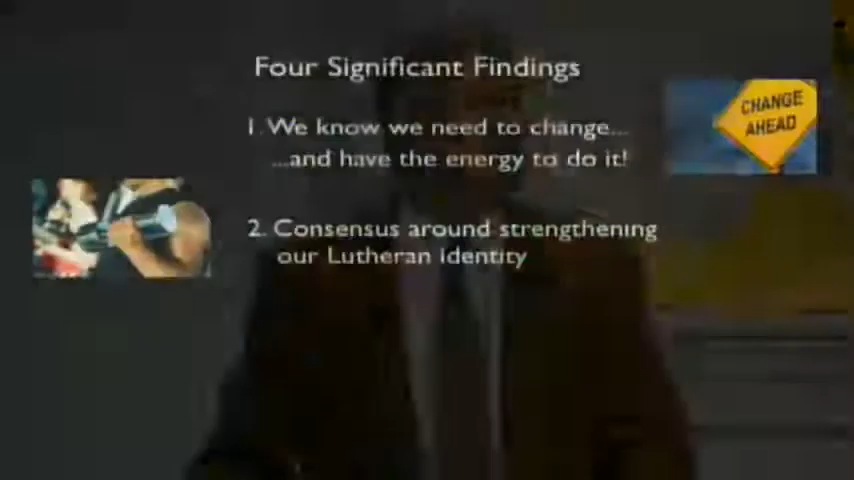 Four Significant Findings
1. We know we need to change...
...and have the energy to do it!
CHANGE
AHEAD
2. Consensus around strengthening
our Lutheran identity